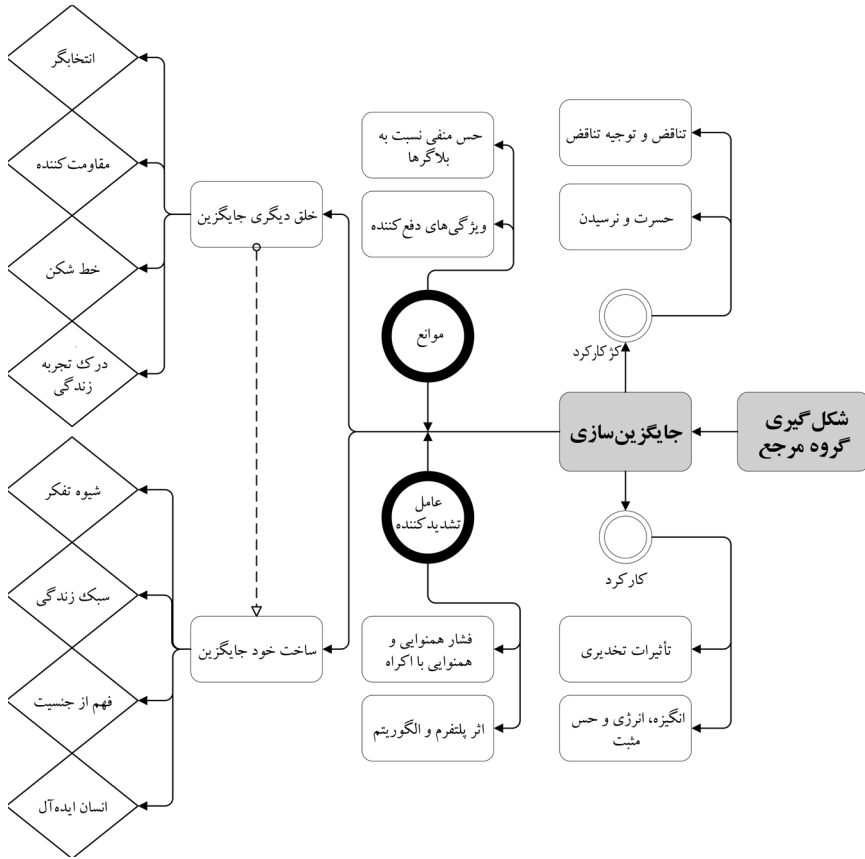 شکل‌گیری
گروه مرجع
جایگزین‌سازی
کژکارکرد
تناقض و توجیه تناقض
حسرت و نرسیدن
کارکرد
تأثیرات تخدیری
انگیزه، انرژی و حس
مثبت
موانع
حس منفی نسبت به
بلاگرها
ویژگی‌های دفع‌کننده
عامل
تشدیدکننده
فشار همنوایی و
همنوایی با اکراه
اثر پلتفرم و الگوریتم
خلق دیگری جایگزین
انتخابگر
مقاومت‌کننده
خط شکن
درک تجربه
زندگی
ساخت خود جایگزین
شیوه تفکر
سبک زندگی
فهم از جنسیت
انسان ایده‌آل